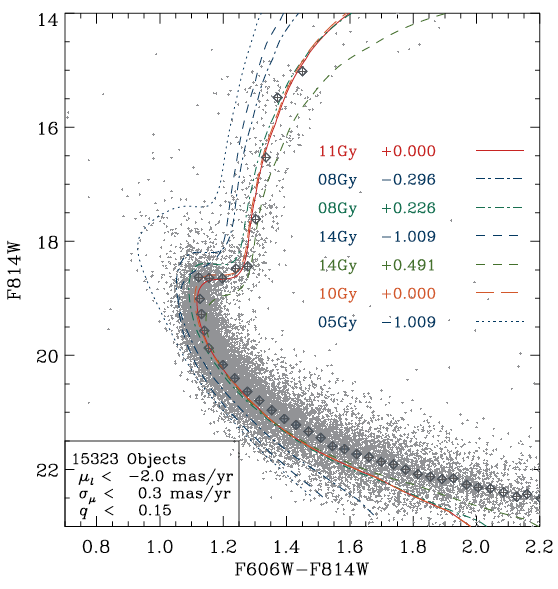 14
16
18
20
22
F814W
11Gy +0.000
08Gy −0.296
08Gy +0.226
14Gy −1.009
14Gy +0.491
10Gy +0.000
05Gy −1.009
15323 Objects
μl < −2.0 mas/yr
σμ < 0.3 mas/yr
q < 0.15
0.8 1.0 1.2 1.4 1.6 1.8 2.0 2.2
F606W−F814W